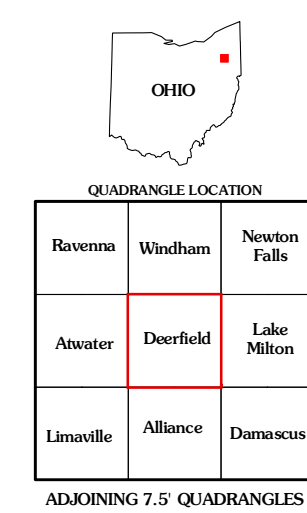 OHIO
QUADRANGLE LOCATION
Ravenna
Windham
Newton
Falls
Atwater
Deerfield
Lake
Milton
Limaville
Alliance
Damascus
ADJOINING 7.5' QUADRANGLES